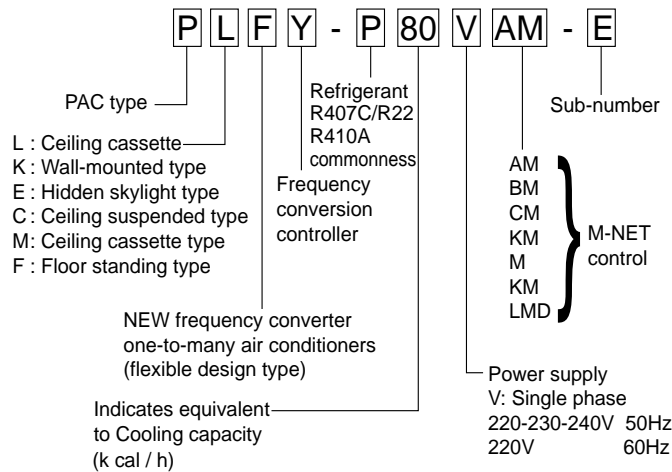 P L F Y - P 80 V AM - E
PAC type
L : Ceiling cassette
K : Wall-mounted type
E : Hidden skylight type
C : Ceiling suspended type
M : Ceiling cassette type
F : Floor standing type
NEW frequency converter
one-to-many air conditioners
(flexible design type)
Frequency
conversion
controller
Refrigerant
R407C/R22
R410A
commonness
Indicates equivalent
to Cooling capacity
(k cal / h)
Power supply
V: Single phase
220-230-240V 50Hz
220V 60Hz
AM
BM
CM
KM
M
KM
LMD
M-NET
control
Sub-number